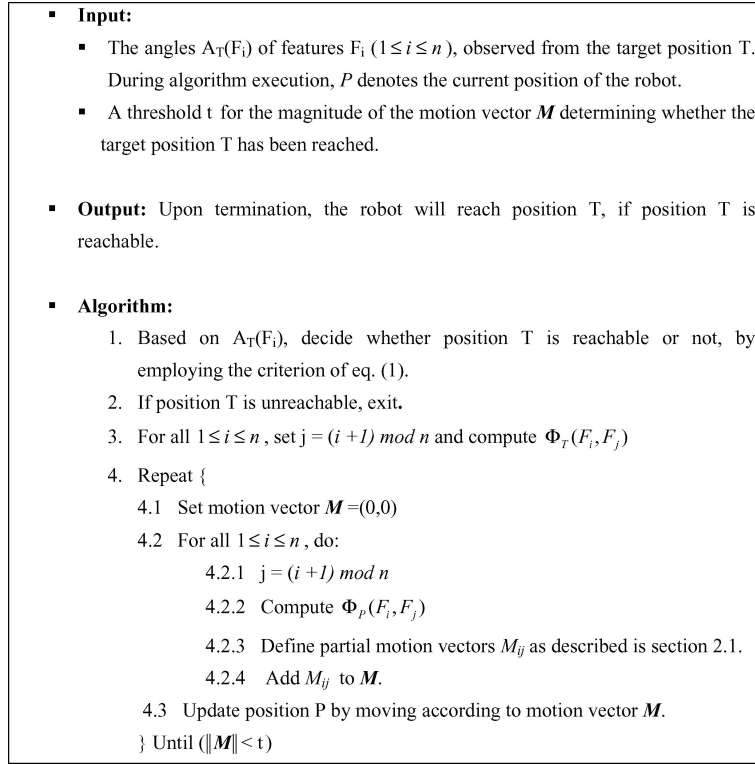 ▪ Input:
▪ The angles A_T(F_i) of features F_i (1≤ i ≤ n), observed from the target position T.
During algorithm execution, P denotes the current position of the robot.
▪ A threshold t for the magnitude of the motion vector M determining whether the
target position T has been reached.
▪ Output: Upon termination, the robot will reach position T, if position T is
reachable.
▪ Algorithm:
1. Based on A_T(F_i), decide whether position T is reachable or not, by
employing the criterion of eq. (1).
2. If position T is unreachable, exit.
3. For all 1≤ i ≤ n, set j = (i +1) mod n and compute Φ_T(F_i,F_j)
4. Repeat {
4.1 Set motion vector M =(0,0)
4.2 For all 1≤ i ≤ n, do:
4.2.1 j = (i +1) mod n
4.2.2 Compute Φ_P(F_i,F_j)
4.2.3 Define partial motion vectors M_ij as described is section 2.1.
4.2.4 Add M_ij to M.
4.3 Update position P by moving according to motion vector M.
} Until (‖M‖< t)